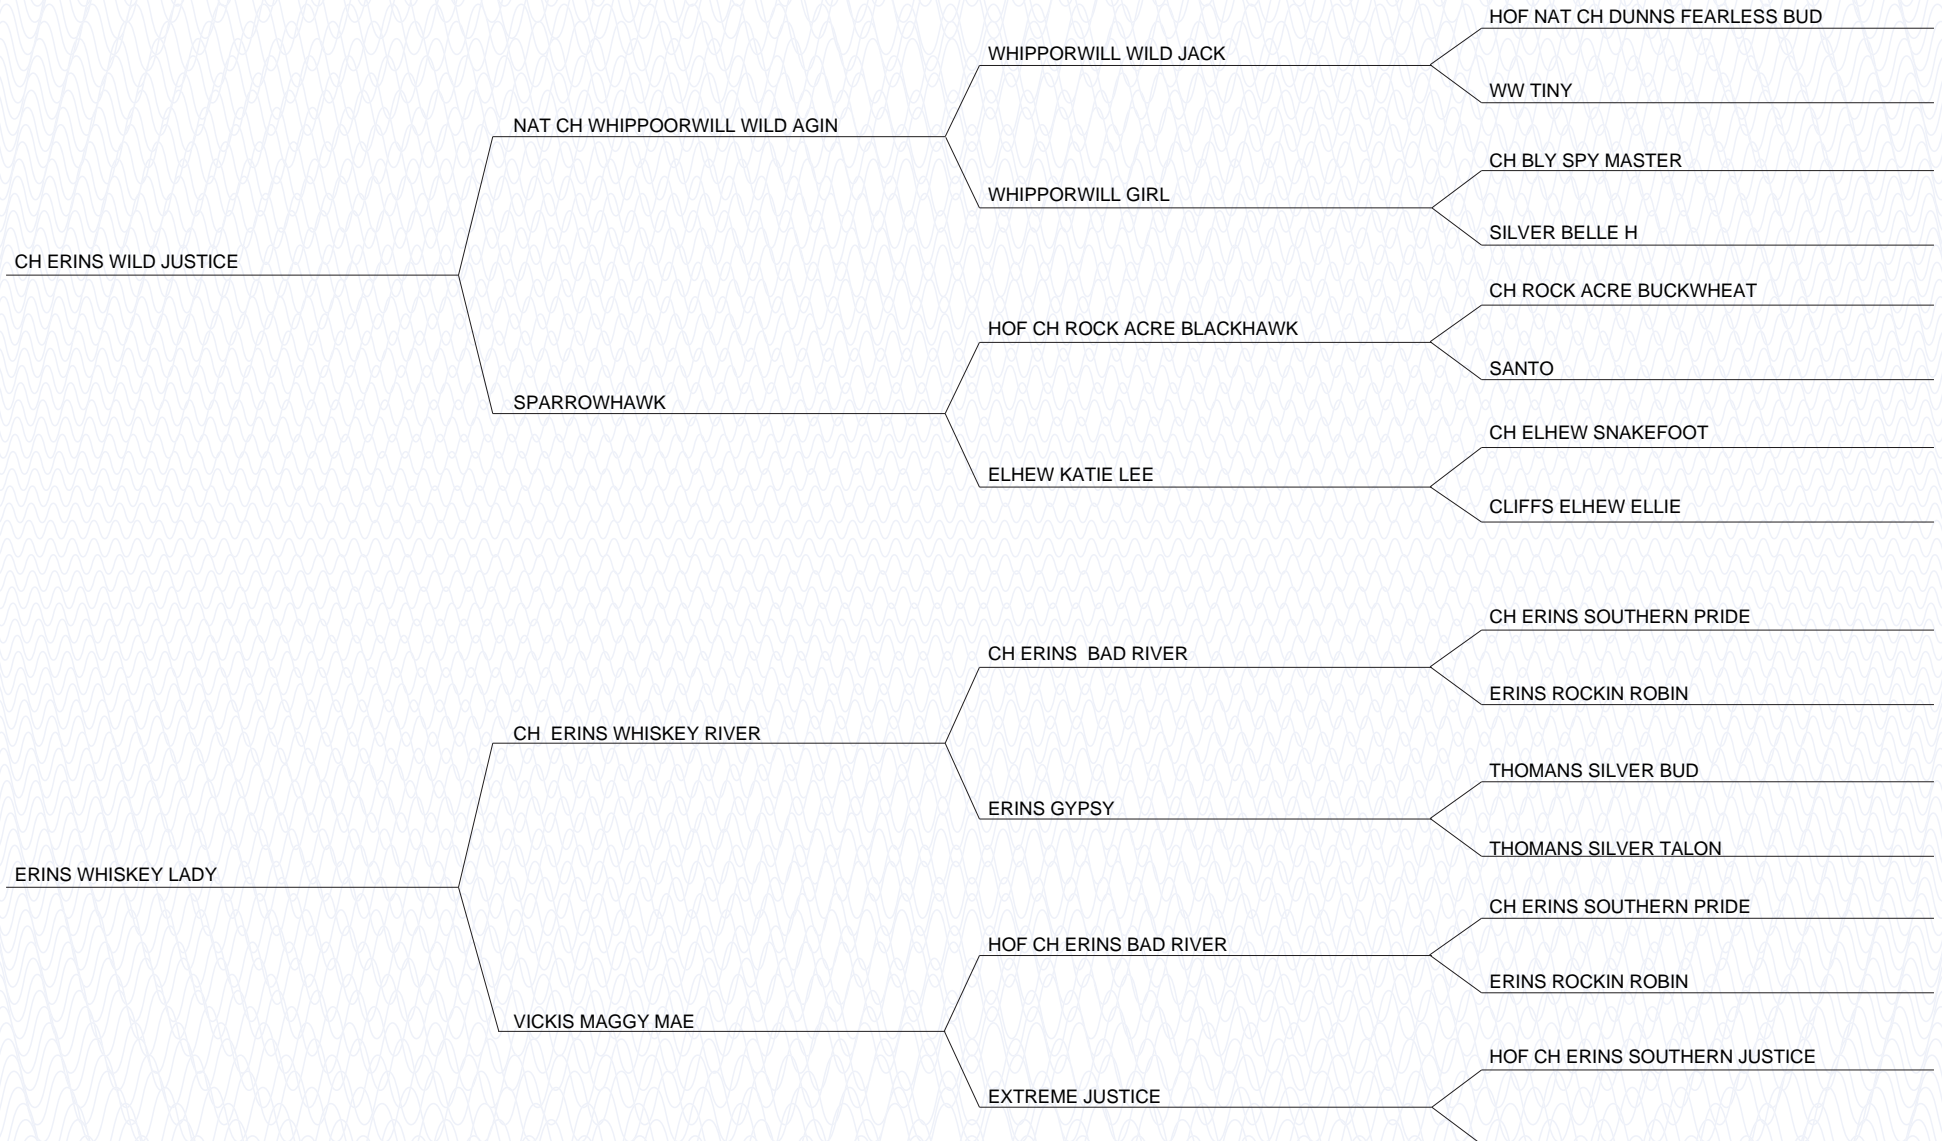 HOF NAT CH DUNNS FEARLESS BUD
WHIPPORWILL WILD JACK
WW TINY
NAT CH WHIPPOORWILL WILD AGIN
CH BLY SPY MASTER
WHIPPORWILL GIRL
SILVER BELLE H
CH ERINS WILD JUSTICE
CH ROCK ACRE BUCKWHEAT
HOF CH ROCK ACRE BLACKHAWK
SANTO
SPARROWHAWK
CH ELHEW SNAKEFOOT
ELHEW KATIE LEE
CLIFFS ELHEW ELLIE
CH ERINS SOUTHERN PRIDE
CH ERINS  BAD RIVER
ERINS ROCKIN ROBIN
CH  ERINS WHISKEY RIVER
THOMANS SILVER BUD
ERINS GYPSY
THOMANS SILVER TALON
ERINS WHISKEY LADY
CH ERINS SOUTHERN PRIDE
HOF CH ERINS BAD RIVER
ERINS ROCKIN ROBIN
VICKIS MAGGY MAE
HOF CH ERINS SOUTHERN JUSTICE
EXTREME JUSTICE